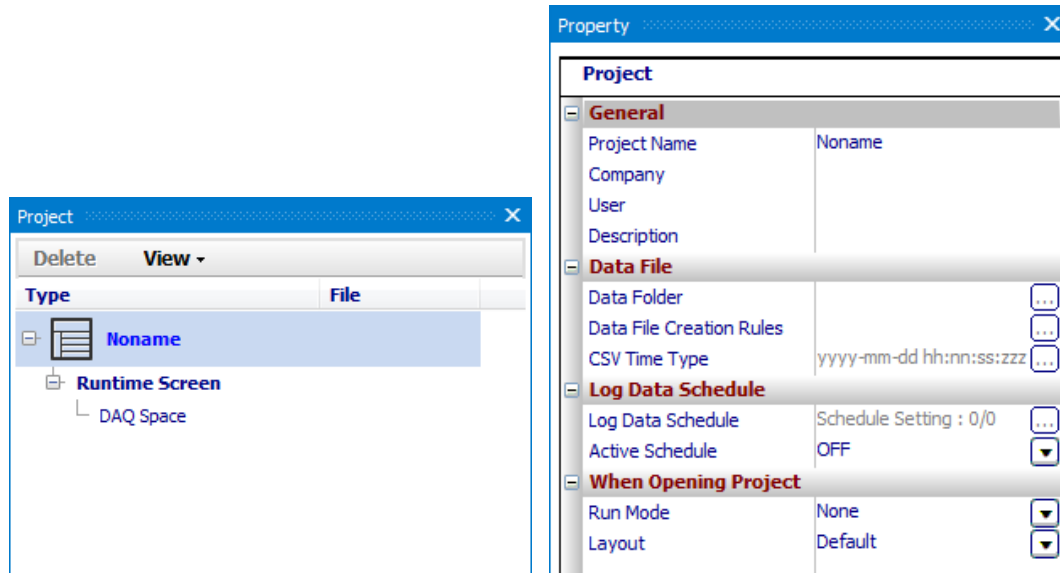 Project
Delete View
Type File
Noname
Runtime Screen
DAQ Space
Property
Project
General
Project Name Noname
Company
User
Description
Data File
Data Folder ...
Data File Creation Rules ...
CSV Time Type yyyy-mm-dd hh:nn:ss:zzz ...
Log Data Schedule
Log Data Schedule Schedule Setting : 0/0 ...
Active Schedule OFF
When Opening Project
Run Mode None
Layout Default